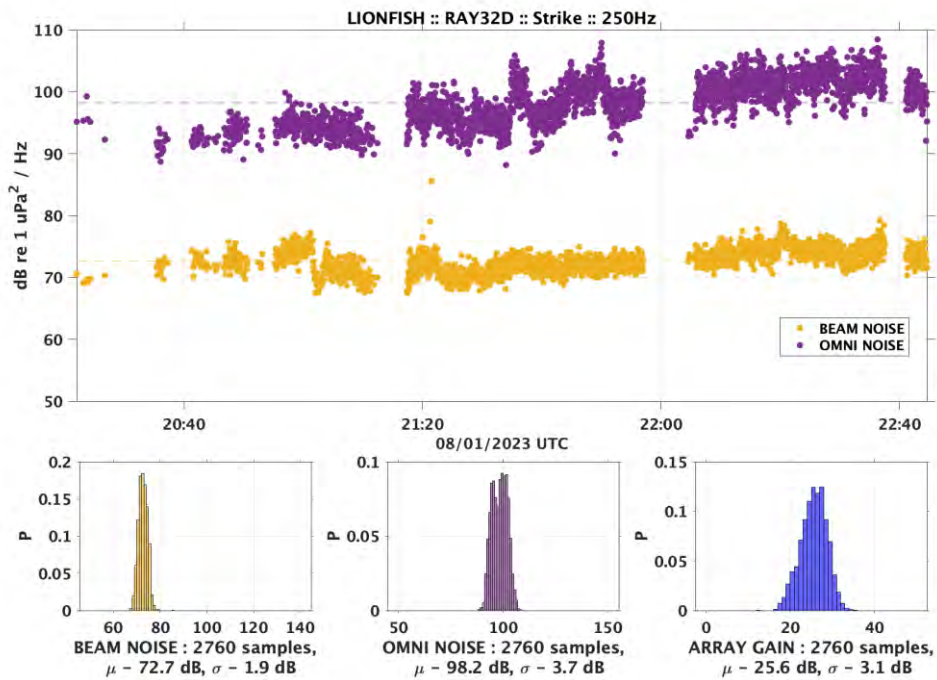 LIONFISH :: RAY32D :: Strike :: 250Hz
110
100
90
80
70
60
50
dB re 1 uPa² / Hz
BEAM NOISE
OMNI NOISE
20:40 21:20 22:00 22:40
08/01/2023 UTC
0.2
0.15
0.1
0.05
0
P
60 80 100 120 140
BEAM NOISE : 2760 samples,
μ – 72.7 dB, σ – 1.9 dB
0.1
0.05
0
P
50 100 150
OMNI NOISE : 2760 samples,
μ – 98.2 dB, σ – 3.7 dB
0.15
0.1
0.05
0
P
0 20 40
ARRAY GAIN : 2760 samples,
μ – 25.6 dB, σ – 3.1 dB